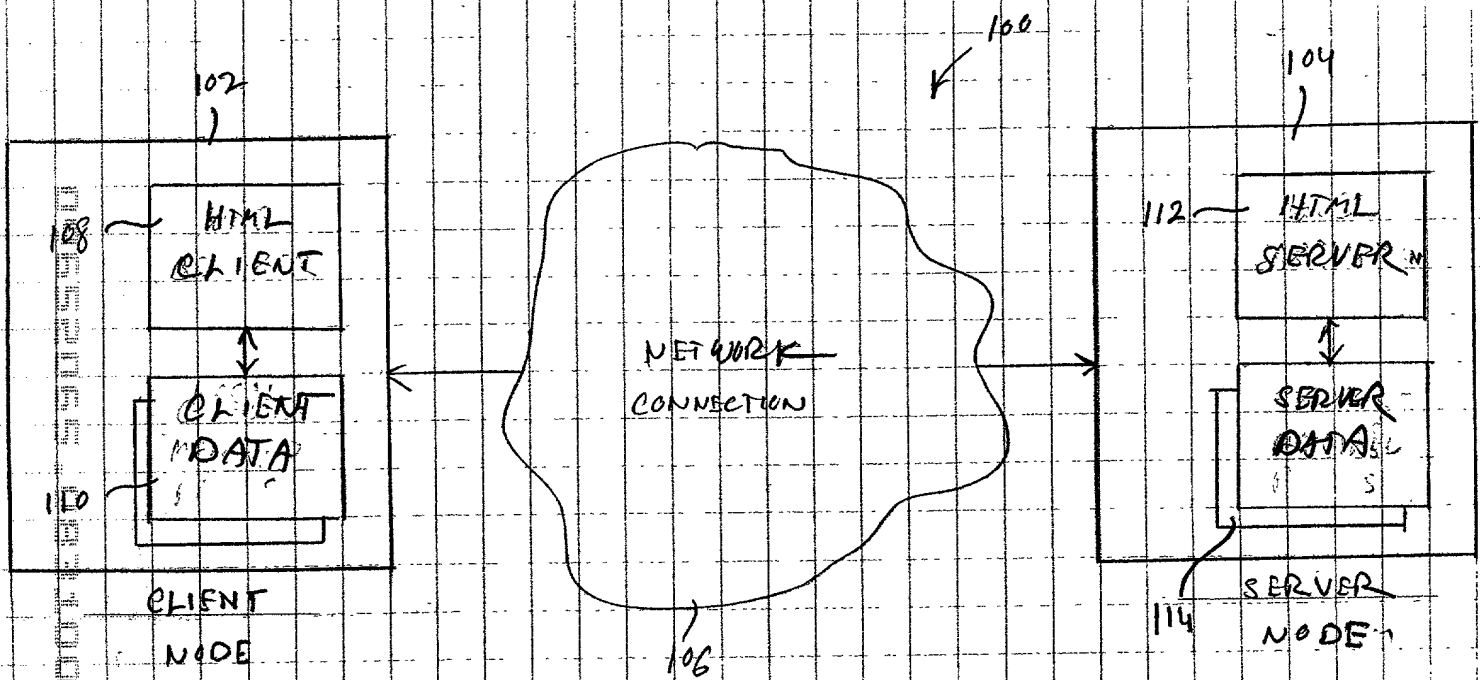 100
102
104
108
HTML
CLIENT
CLIENT
DATA
110
CLIENT
NODE
NETWORK
CONNECTION
106
112
HTML
SERVER
SERVER
DATA
114
SERVER
NODE